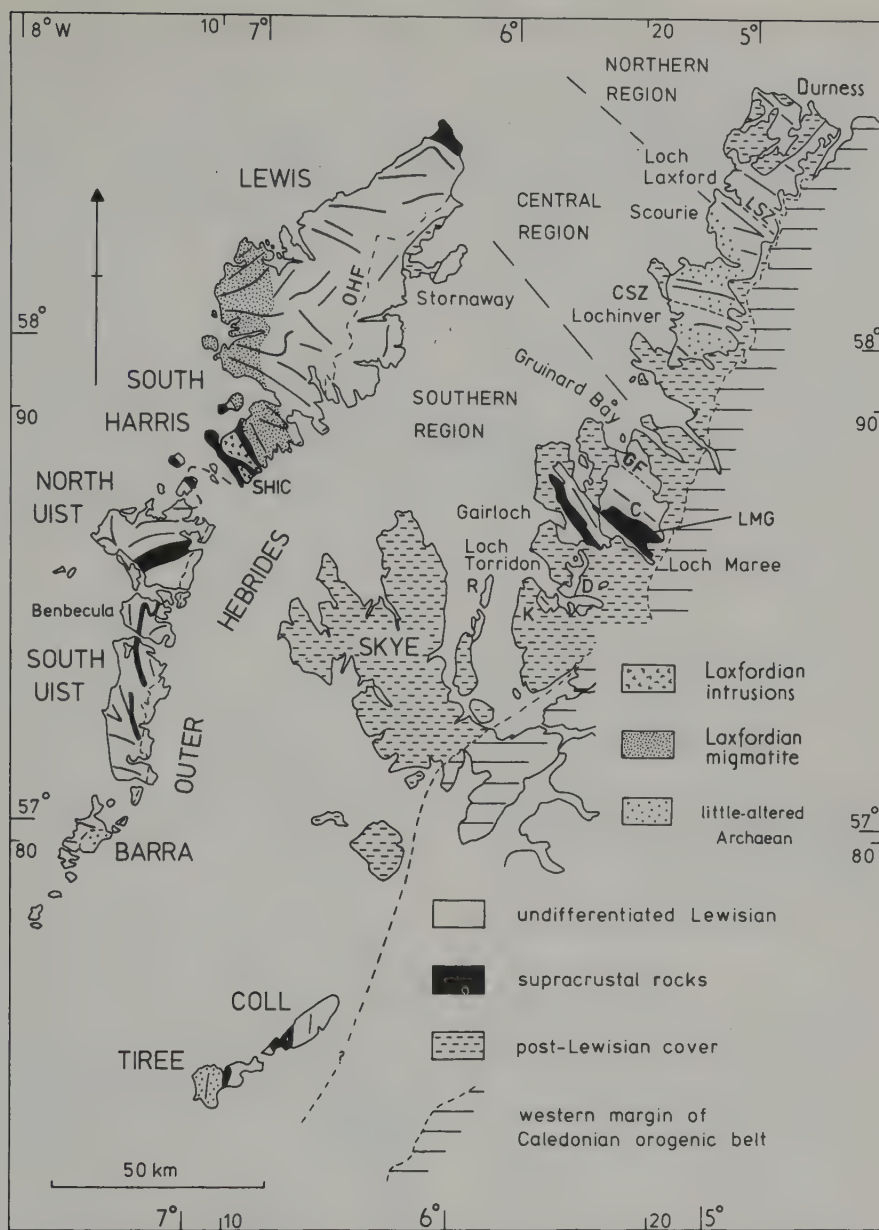 8° W
10
7°
6°
20
5°
NORTHERN
REGION
Durness
Loch
Laxford
Scourie
LSZ
LEWIS
CENTRAL
REGION
OHF
Stornaway
CSZ
Lochinver
58°
58°
SOUTH
HARRIS
SOUTHERN
REGION
Gruinard Bay
90
90
SHIC
GF
NORTH
UIST
Gairloch
C
LMG
Loch
Torridon
Loch Maree
R
D
K
HEBRIDES
Benbecula
SKYE
SOUTH
UIST
OUTER
Laxfordian
intrusions
Laxfordian
migmatite
little-altered
Archaean
57°
80
57°
80
BARRA
undifferentiated Lewisian
supracrustal rocks
COLL
post-Lewisian cover
TIREE
?
western margin of
Caledonian orogenic belt
50 km
7°
10
6°
20
5°